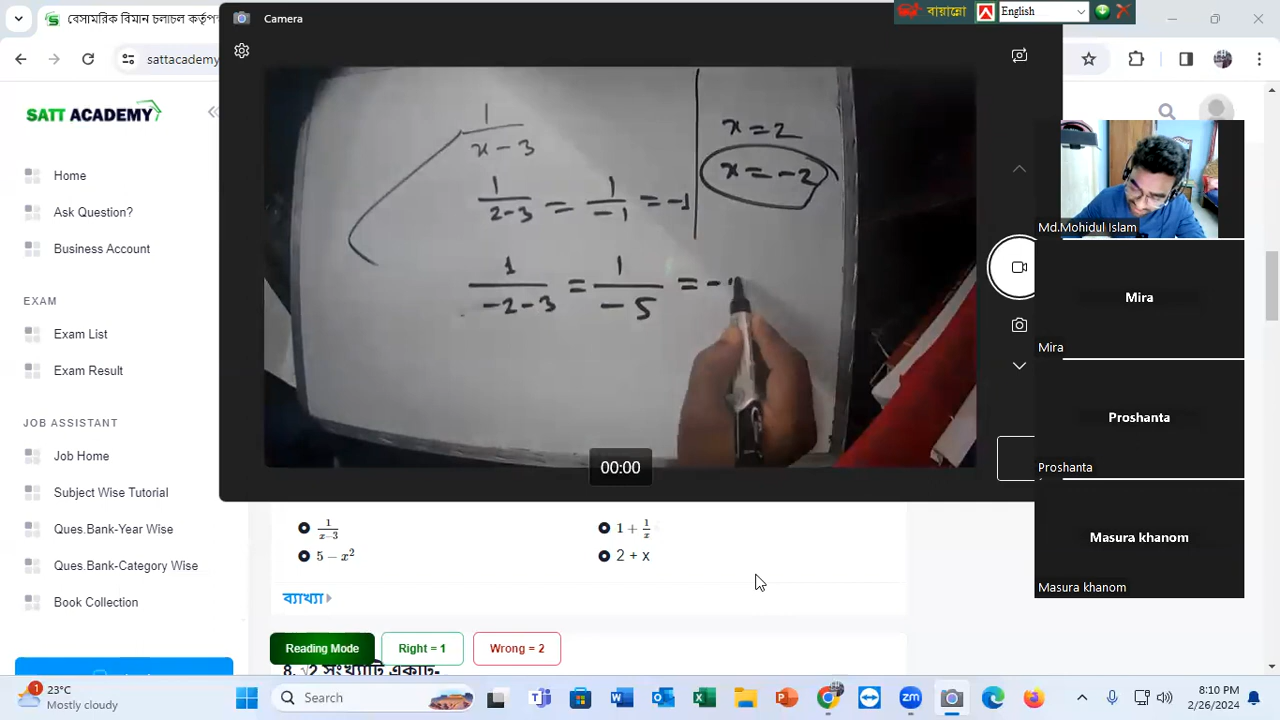 বেসামরিক বিমান চলাচল কর্তৃপ
Camera
বায়ান্নো
English
sattacademy
SATT ACADEMY
Home
Ask Question?
Business Account
EXAM
Exam List
Exam Result
JOB ASSISTANT
Job Home
Subject Wise Tutorial
Ques.Bank-Year Wise
Ques.Bank-Category Wise
Book Collection
1/(x-3)
1/(2-3) = 1/(-1) = -1
1/(-2-3) = 1/(-5) = -
x = 2
x = -2
00:00
Md.Mohidul Islam
Mira
Mira
Proshanta
Proshanta
Masura khanom
Masura khanom
1/(x-3)
1 + 1/x
5 − x²
2 + x
ব্যাখ্যা
Reading Mode
Right = 1
Wrong = 2
8. √2 সংখ্যাটি একটি-
1
23°C
Mostly cloudy
Search
8:10 PM
2/26/2024